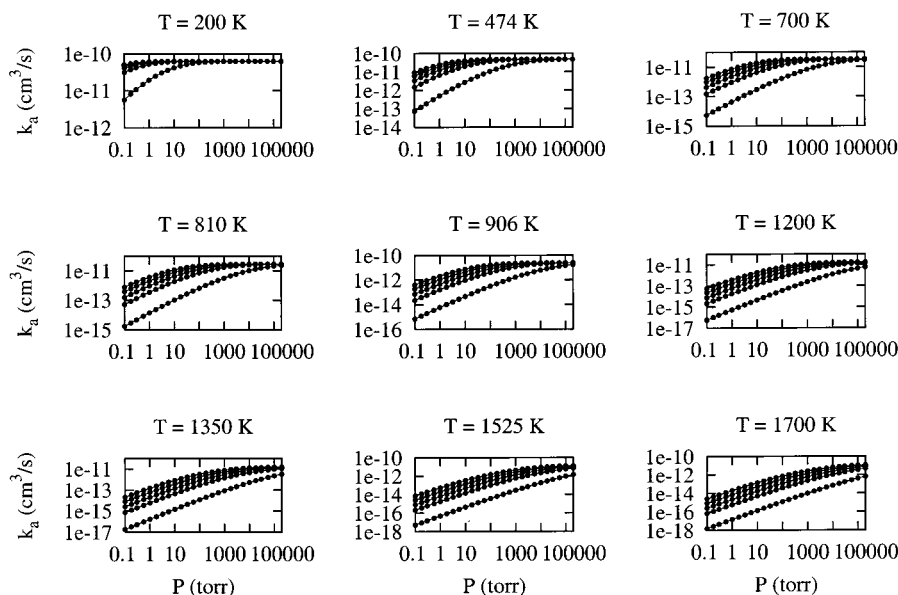 T = 200 K
T = 474 K
T = 700 K
1e-10
1e-11
1e-12
k_a (cm^3/s)
0.1 1 10 1000 100000
1e-10
1e-11
1e-12
1e-13
1e-14
0.1 1 10 1000 100000
1e-11
1e-13
1e-15
0.1 1 10 1000 100000
T = 810 K
T = 906 K
T = 1200 K
1e-11
1e-13
1e-15
k_a (cm^3/s)
0.1 1 10 1000 100000
1e-10
1e-12
1e-14
1e-16
0.1 1 10 1000 100000
1e-11
1e-13
1e-15
1e-17
0.1 1 10 1000 100000
T = 1350 K
T = 1525 K
T = 1700 K
1e-11
1e-13
1e-15
1e-17
k_a (cm^3/s)
0.1 1 10 1000 100000
1e-10
1e-12
1e-14
1e-16
1e-18
0.1 1 10 1000 100000
1e-10
1e-12
1e-14
1e-16
1e-18
0.1 1 10 1000 100000
P (torr)
P (torr)
P (torr)